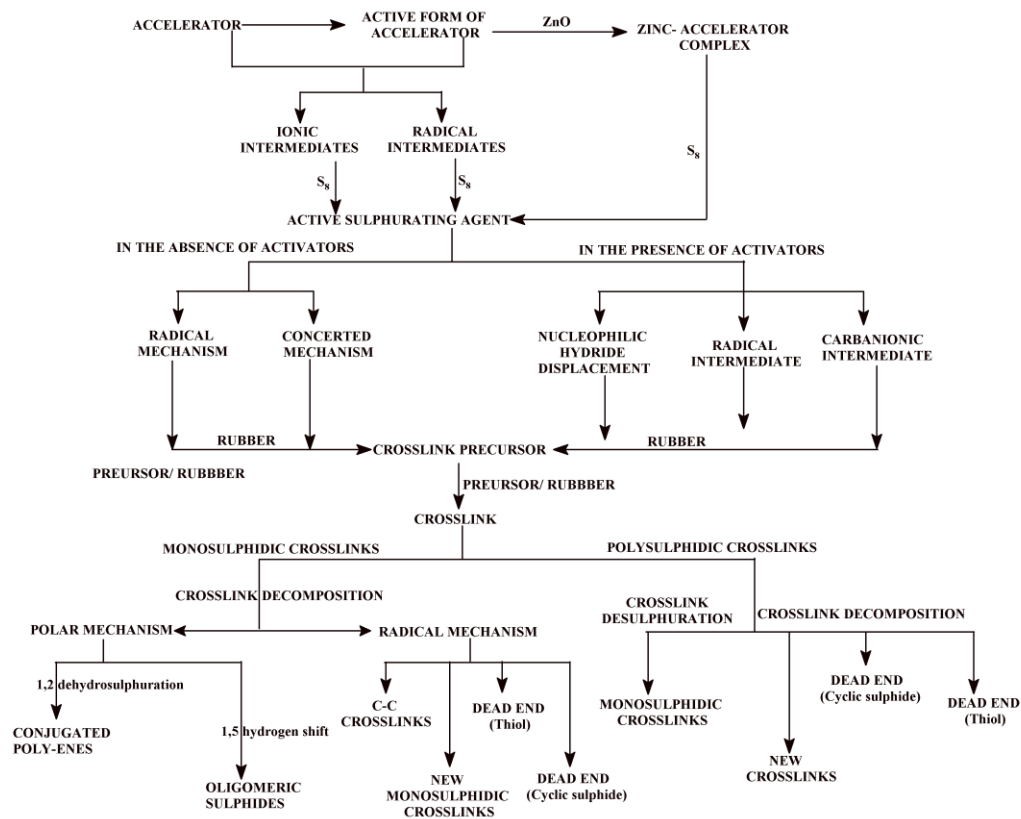 ACCELERATOR
ACTIVE FORM OF
ACCELERATOR
ZnO
ZINC- ACCELERATOR
COMPLEX
IONIC
INTERMEDIATES
RADICAL
INTERMEDIATES
S8
S8
S8
ACTIVE SULPHURATING AGENT
IN THE ABSENCE OF ACTIVATORS
IN THE PRESENCE OF ACTIVATORS
RADICAL
MECHANISM
CONCERTED
MECHANISM
NUCLEOPHILIC
HYDRIDE
DISPLACEMENT
RADICAL
INTERMEDIATE
CARBANIONIC
INTERMEDIATE
RUBBER
CROSSLINK PRECURSOR
RUBBER
PREURSOR/ RUBBBER
PREURSOR/ RUBBBER
CROSSLINK
MONOSULPHIDIC CROSSLINKS
POLYSULPHIDIC CROSSLINKS
CROSSLINK DECOMPOSITION
CROSSLINK
DESULPHURATION
CROSSLINK DECOMPOSITION
POLAR MECHANISM
RADICAL MECHANISM
1,2 dehydrosulphuration
1,5 hydrogen shift
CONJUGATED
POLY-ENES
OLIGOMERIC
SULPHIDES
C-C
CROSSLINKS
DEAD END
(Thiol)
NEW
MONOSULPHIDIC
CROSSLINKS
DEAD END
(Cyclic sulphide)
MONOSULPHIDIC
CROSSLINKS
DEAD END
(Cyclic sulphide)
DEAD END
(Thiol)
NEW
CROSSLINKS